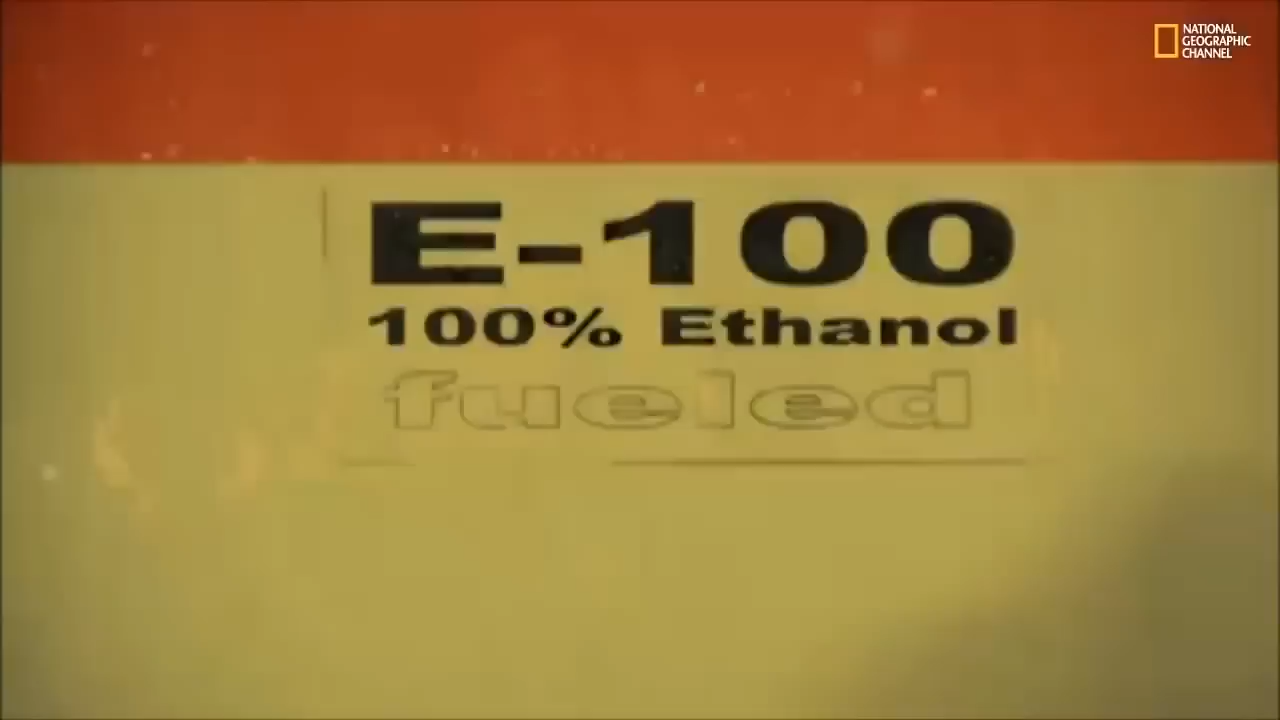 NATIONAL
GEOGRAPHIC
CHANNEL
E-100
100% Ethanol
fueled